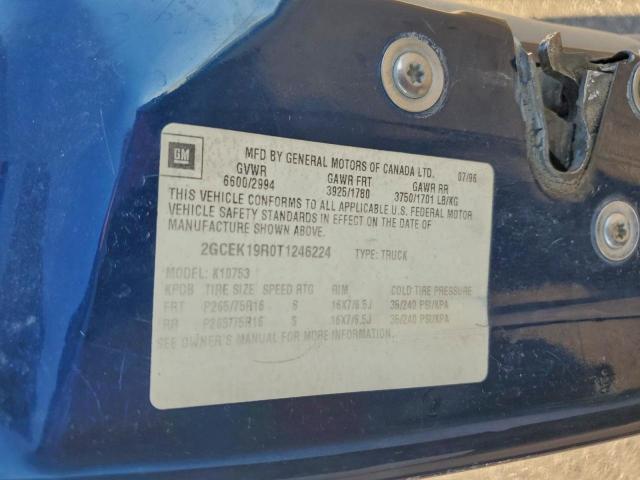 GM
MFD BY GENERAL MOTORS OF CANADA LTD. 07/96
GVWR GAWR FRT GAWR RR
6600/2994 3925/1780 3750/1701 LB/KG
THIS VEHICLE CONFORMS TO ALL APPLICABLE U.S. FEDERAL MOTOR
VEHICLE SAFETY STANDARDS IN EFFECT ON THE DATE OF
MANUFACTURE SHOWN ABOVE.
2GCEK19R0T1246224 TYPE: TRUCK
MODEL: K10753
KPDB TIRE SIZE SPEED RTG RIM COLD TIRE PRESSURE
FRT P265/75R16 S 16X7/6.5J 35/240 PSI/KPA
RR P265/75R16 S 16X7/6.5J 35/240 PSI/KPA
SEE OWNER'S MANUAL FOR MORE INFORMATION.